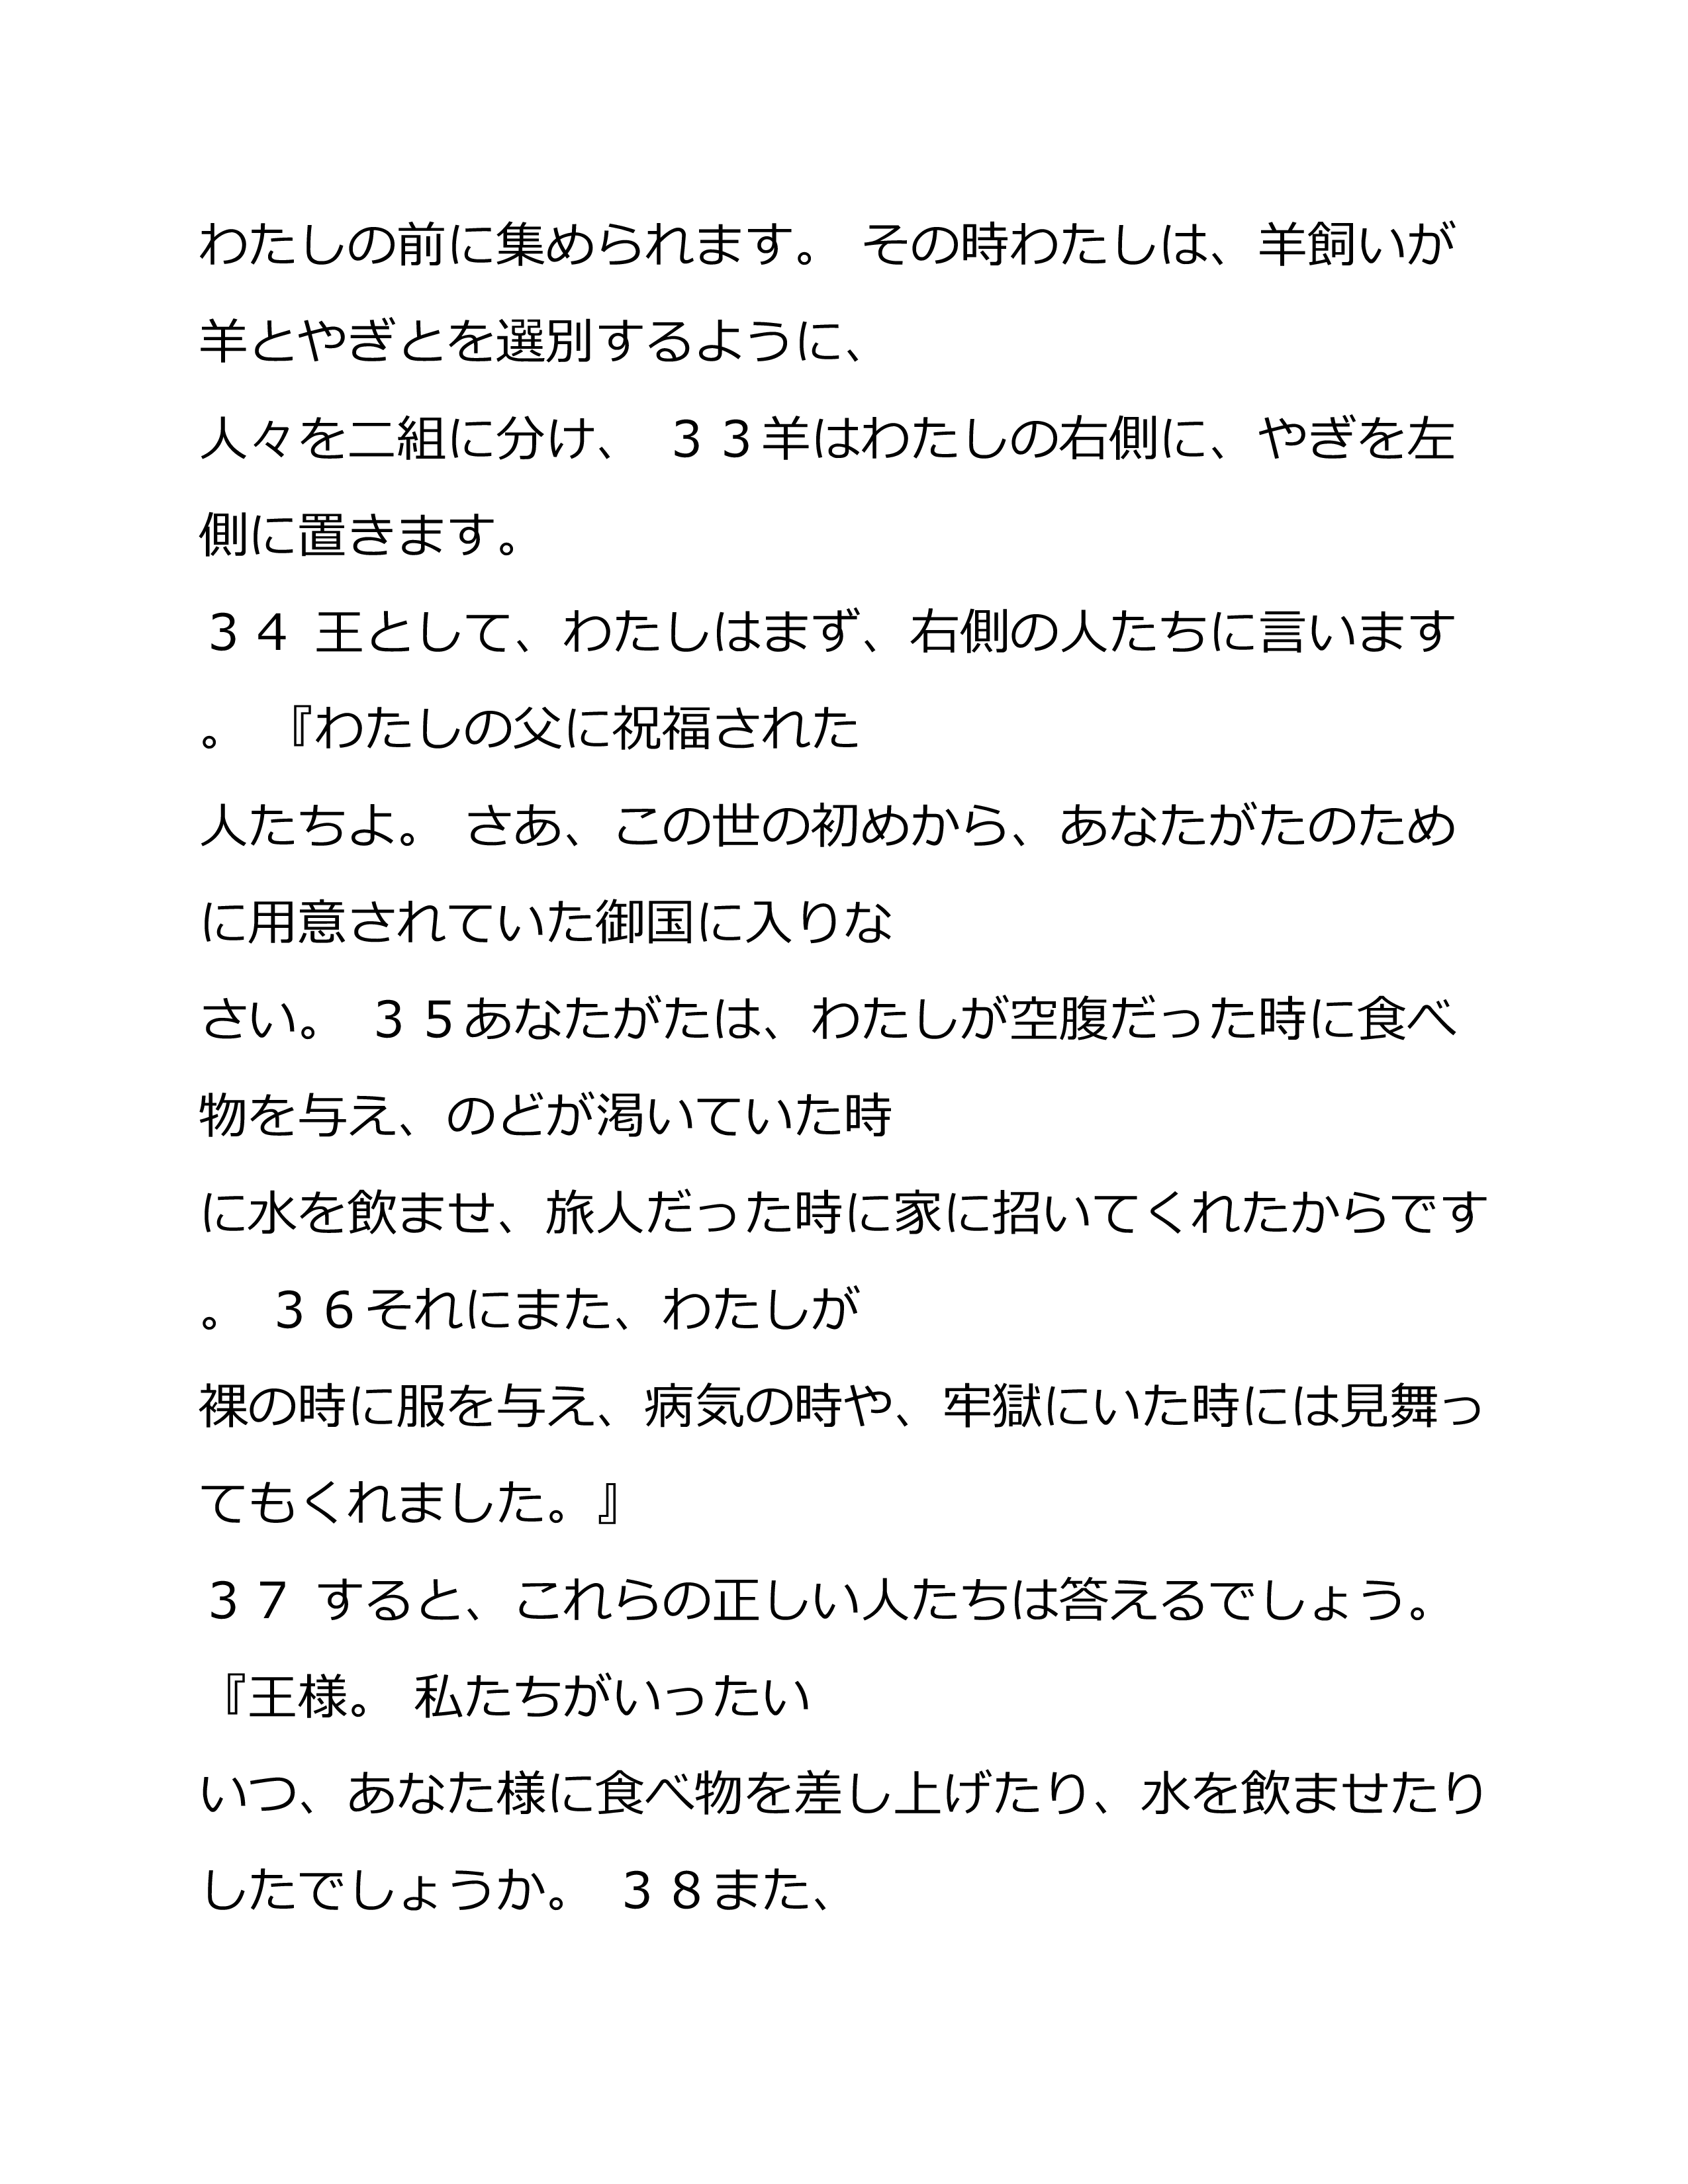 わたしの前に集められます。 その時わたしは、羊飼いが
羊とやぎとを選別するように、
人々を二組に分け、 ３３羊はわたしの右側に、やぎを左
側に置きます。
３４ 王として、わたしはまず、右側の人たちに言います
。 『わたしの父に祝福された
人たちよ。 さあ、この世の初めから、あなたがたのため
に用意されていた御国に入りな
さい。 ３５あなたがたは、わたしが空腹だった時に食べ
物を与え、のどが渇いていた時
に水を飲ませ、旅人だった時に家に招いてくれたからです
。 ３６それにまた、わたしが
裸の時に服を与え、病気の時や、牢獄にいた時には見舞っ
てもくれました。』
３７ すると、これらの正しい人たちは答えるでしょう。
『王様。 私たちがいったい
いつ、あなた様に食べ物を差し上げたり、水を飲ませたり
したでしょうか。 ３８また、